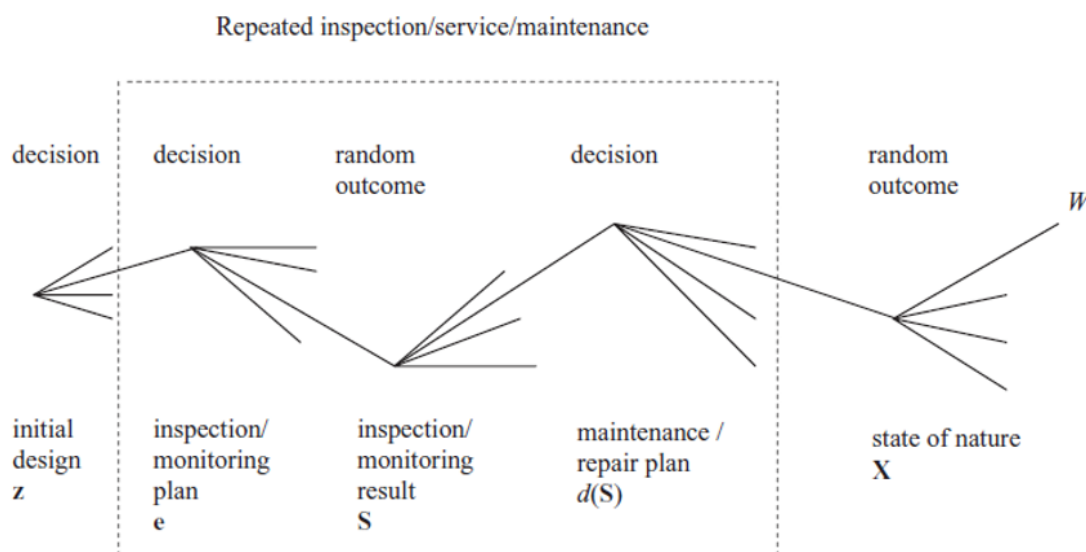 Repeated inspection/service/maintenance
decision
decision
random
outcome
decision
random
outcome
W
initial
design
z
inspection/
monitoring
plan
e
inspection/
monitoring
result
S
maintenance /
repair plan
d(S)
state of nature
X